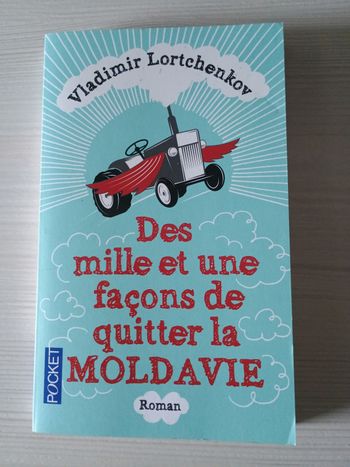 Vladimir Lortchenkov
Des
mille et une
façons de
quitter la
MOLDAVIE
Roman
POCKET